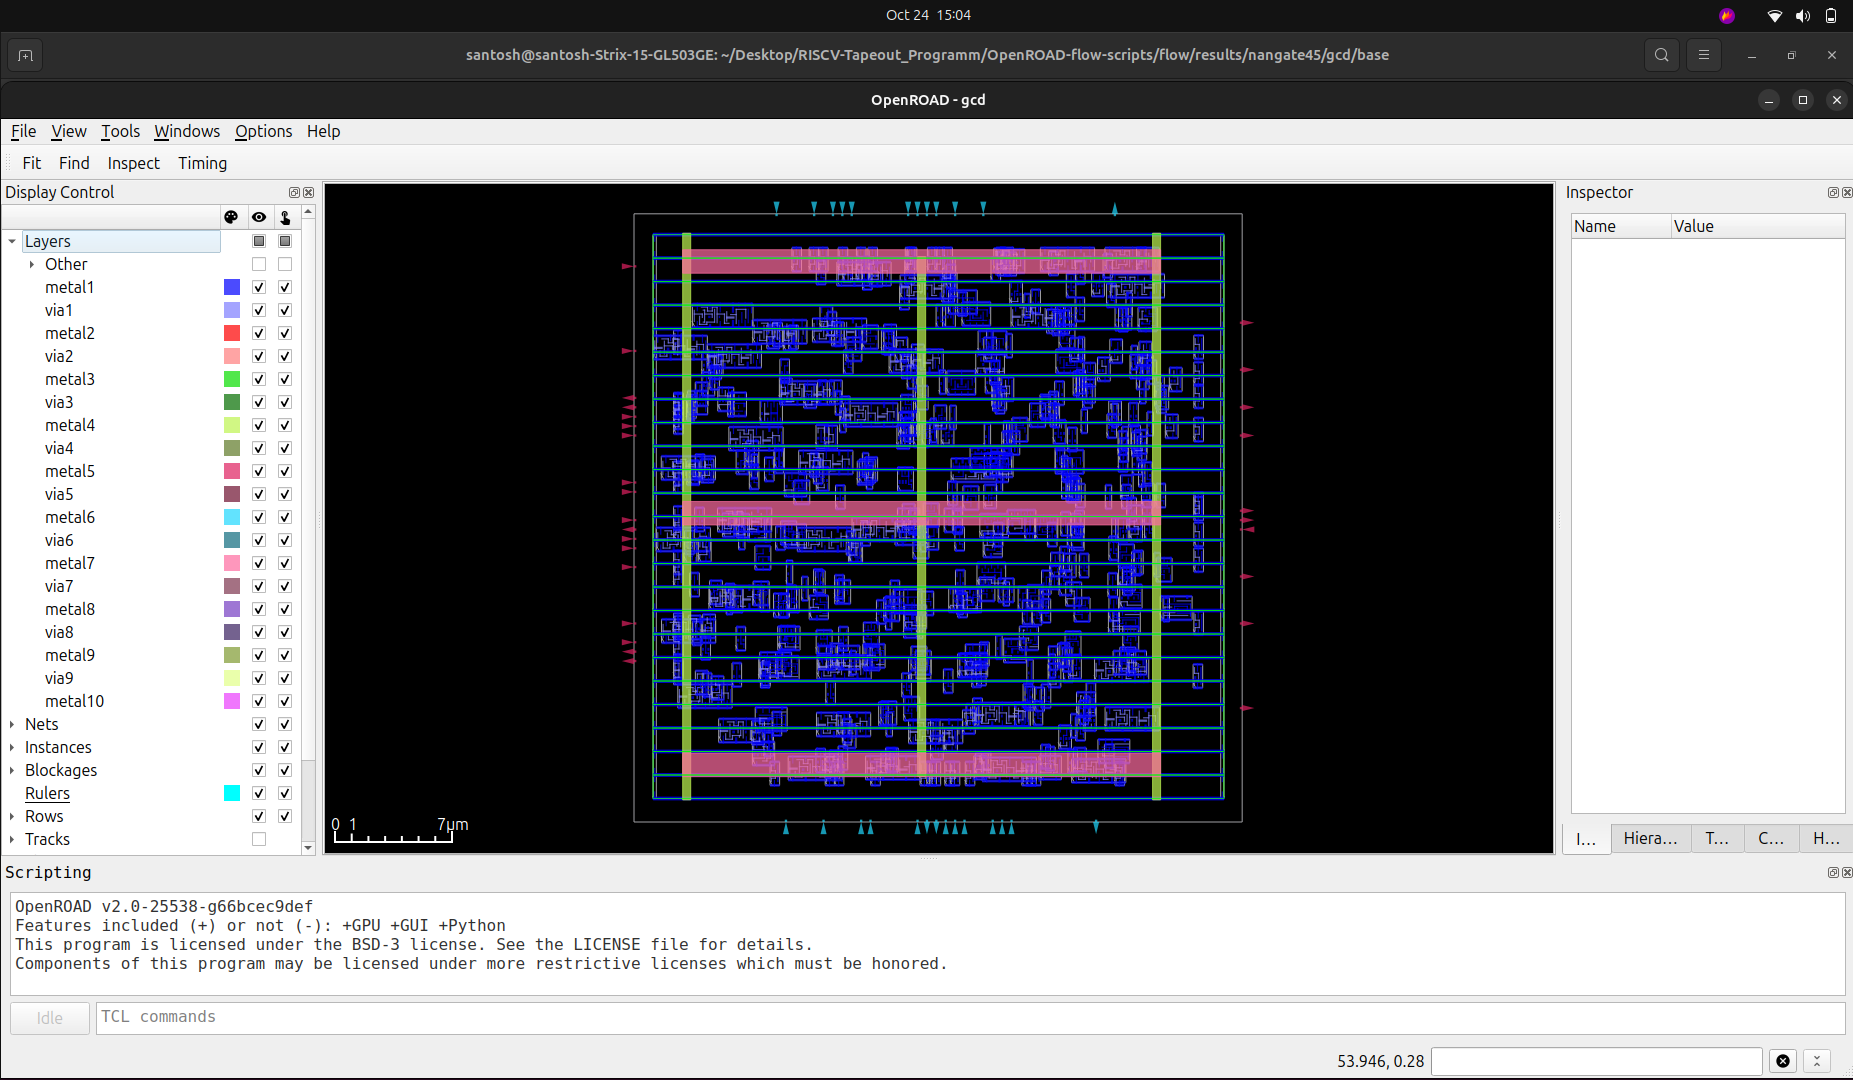 Oct 24 15:04
santosh@santosh-Strix-15-GL503GE: ~/Desktop/RISCV-Tapeout_Programm/OpenROAD-flow-scripts/flow/results/nangate45/gcd/base
OpenROAD - gcd
File View Tools Windows Options Help
Fit Find Inspect Timing
Display Control
Layers
Other
metal1
via1
metal2
via2
metal3
via3
metal4
via4
metal5
via5
metal6
via6
metal7
via7
metal8
via8
metal9
via9
metal10
Nets
Instances
Blockages
Rulers
Rows
Tracks
0 1 7μm
Inspector
Name Value
I... Hiera... T... C... H...
Scripting
OpenROAD v2.0-25538-g66bcec9def
Features included (+) or not (-): +GPU +GUI +Python
This program is licensed under the BSD-3 license. See the LICENSE file for details.
Components of this program may be licensed under more restrictive licenses which must be honored.
Idle TCL commands
53.946, 0.28